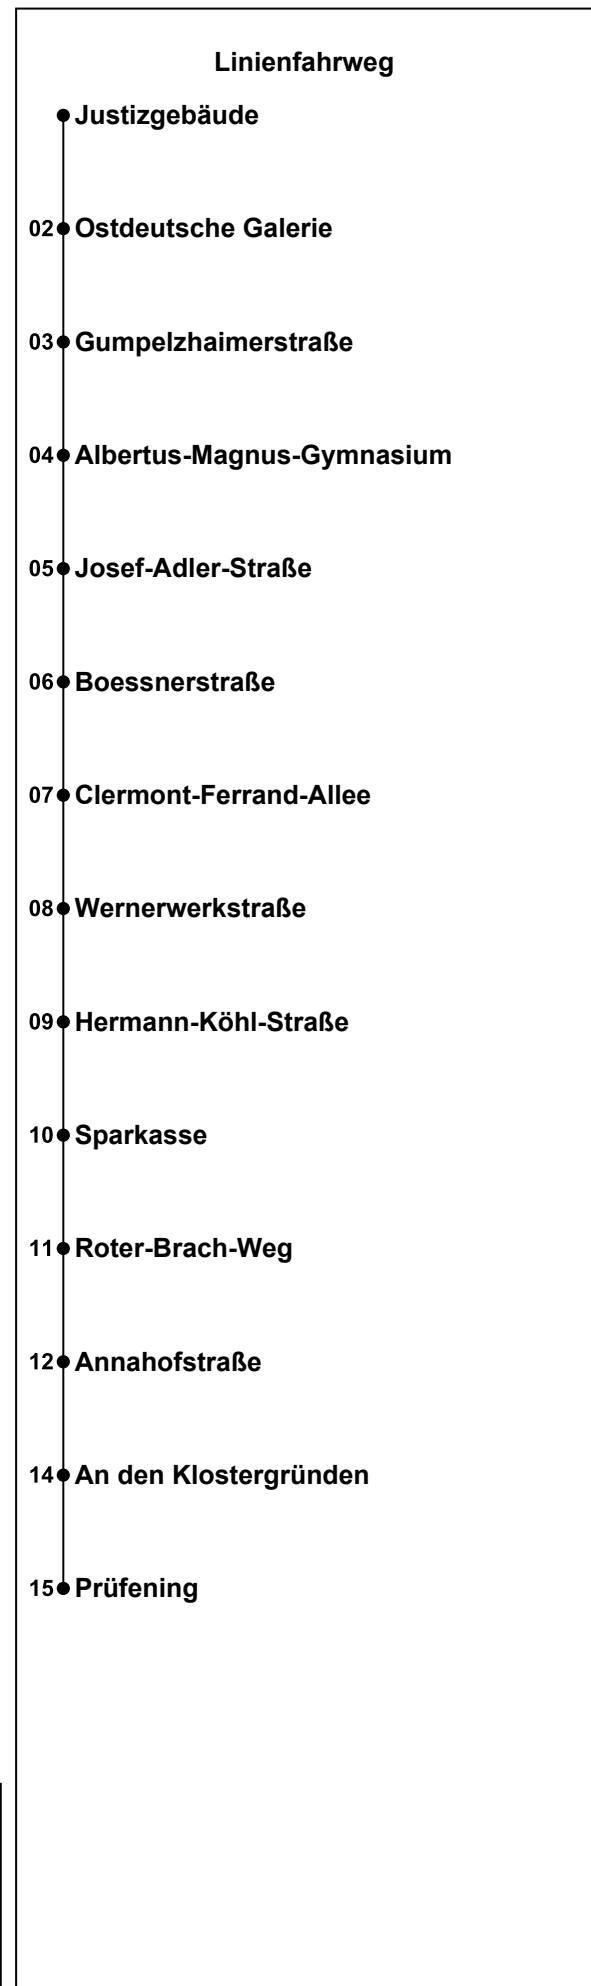 Linienfahrweg
Justizgebäude
02 Ostdeutsche Galerie
03 Gumpelzhaimerstraße
04 Albertus-Magnus-Gymnasium
05 Josef-Adler-Straße
06 Boessnerstraße
07 Clermont-Ferrand-Allee
08 Wernerwerkstraße
09 Hermann-Köhl-Straße
10 Sparkasse
11 Roter-Brach-Weg
12 Annahofstraße
14 An den Klostergründen
15 Prüfening